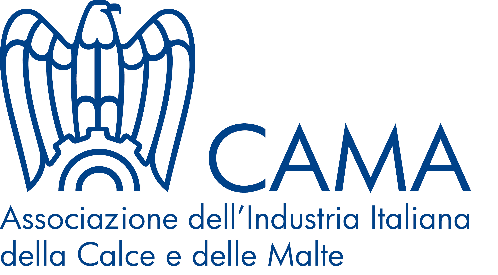 CAMA
Associazione dell'Industria Italiana
della Calce e delle Malte